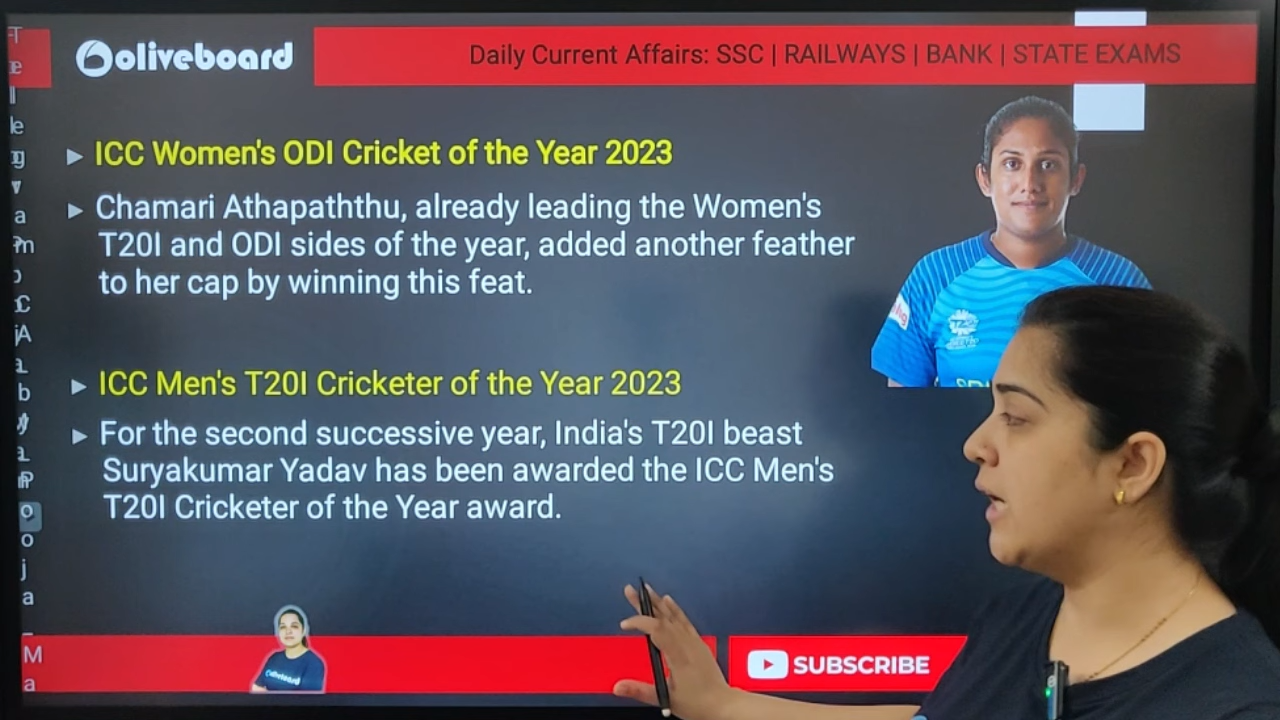 oliveboard
Daily Current Affairs: SSC | RAILWAYS | BANK | STATE EXAMS
ICC Women's ODI Cricket of the Year 2023
Chamari Athapaththu, already leading the Women's
T20I and ODI sides of the year, added another feather
to her cap by winning this feat.
ICC Men's T20I Cricketer of the Year 2023
For the second successive year, India's T20I beast
Suryakumar Yadav has been awarded the ICC Men's
T20I Cricketer of the Year award.
SUBSCRIBE